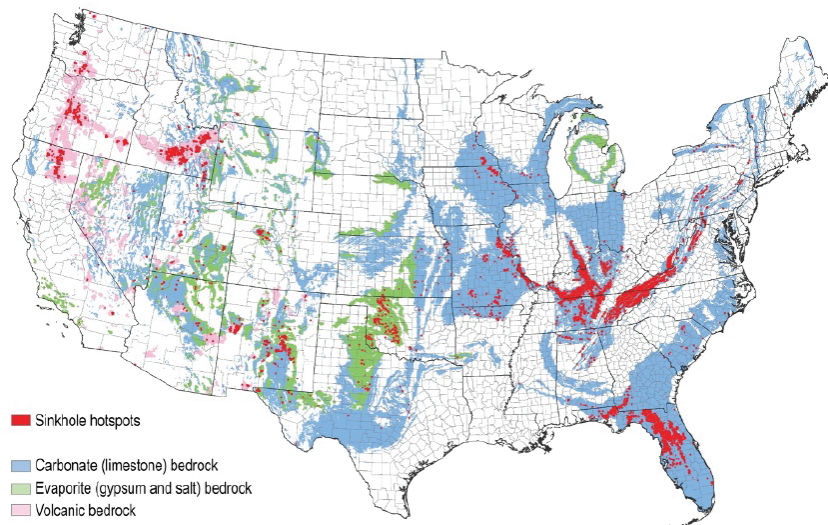 Sinkhole hotspots
Carbonate (limestone) bedrock
Evaporite (gypsum and salt) bedrock
Volcanic bedrock